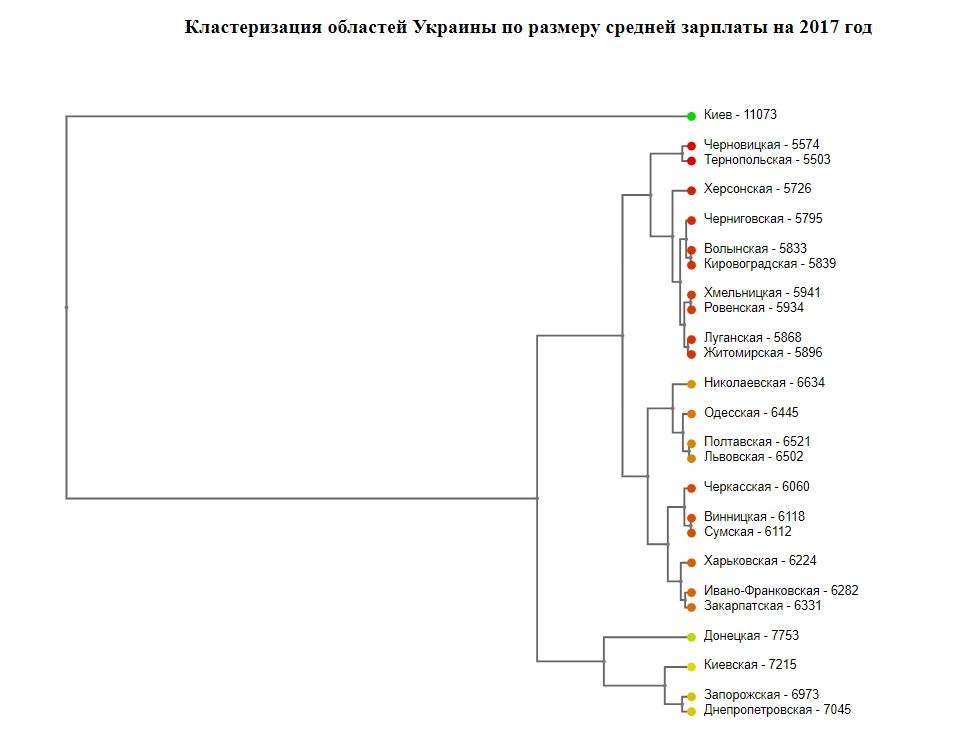 Кластеризация областей Украины по размеру средней зарплаты на 2017 год
Киев - 11073
Черновицкая - 5574
Тернопольская - 5503
Херсонская - 5726
Черниговская - 5795
Волынская - 5833
Кировоградская - 5839
Хмельницкая - 5941
Ровенская - 5934
Луганская - 5868
Житомирская - 5896
Николаевская - 6634
Одесская - 6445
Полтавская - 6521
Львовская - 6502
Черкасская - 6060
Винницкая - 6118
Сумская - 6112
Харьковская - 6224
Ивано-Франковская - 6282
Закарпатская - 6331
Донецкая - 7753
Киевская - 7215
Запорожская - 6973
Днепропетровская - 7045